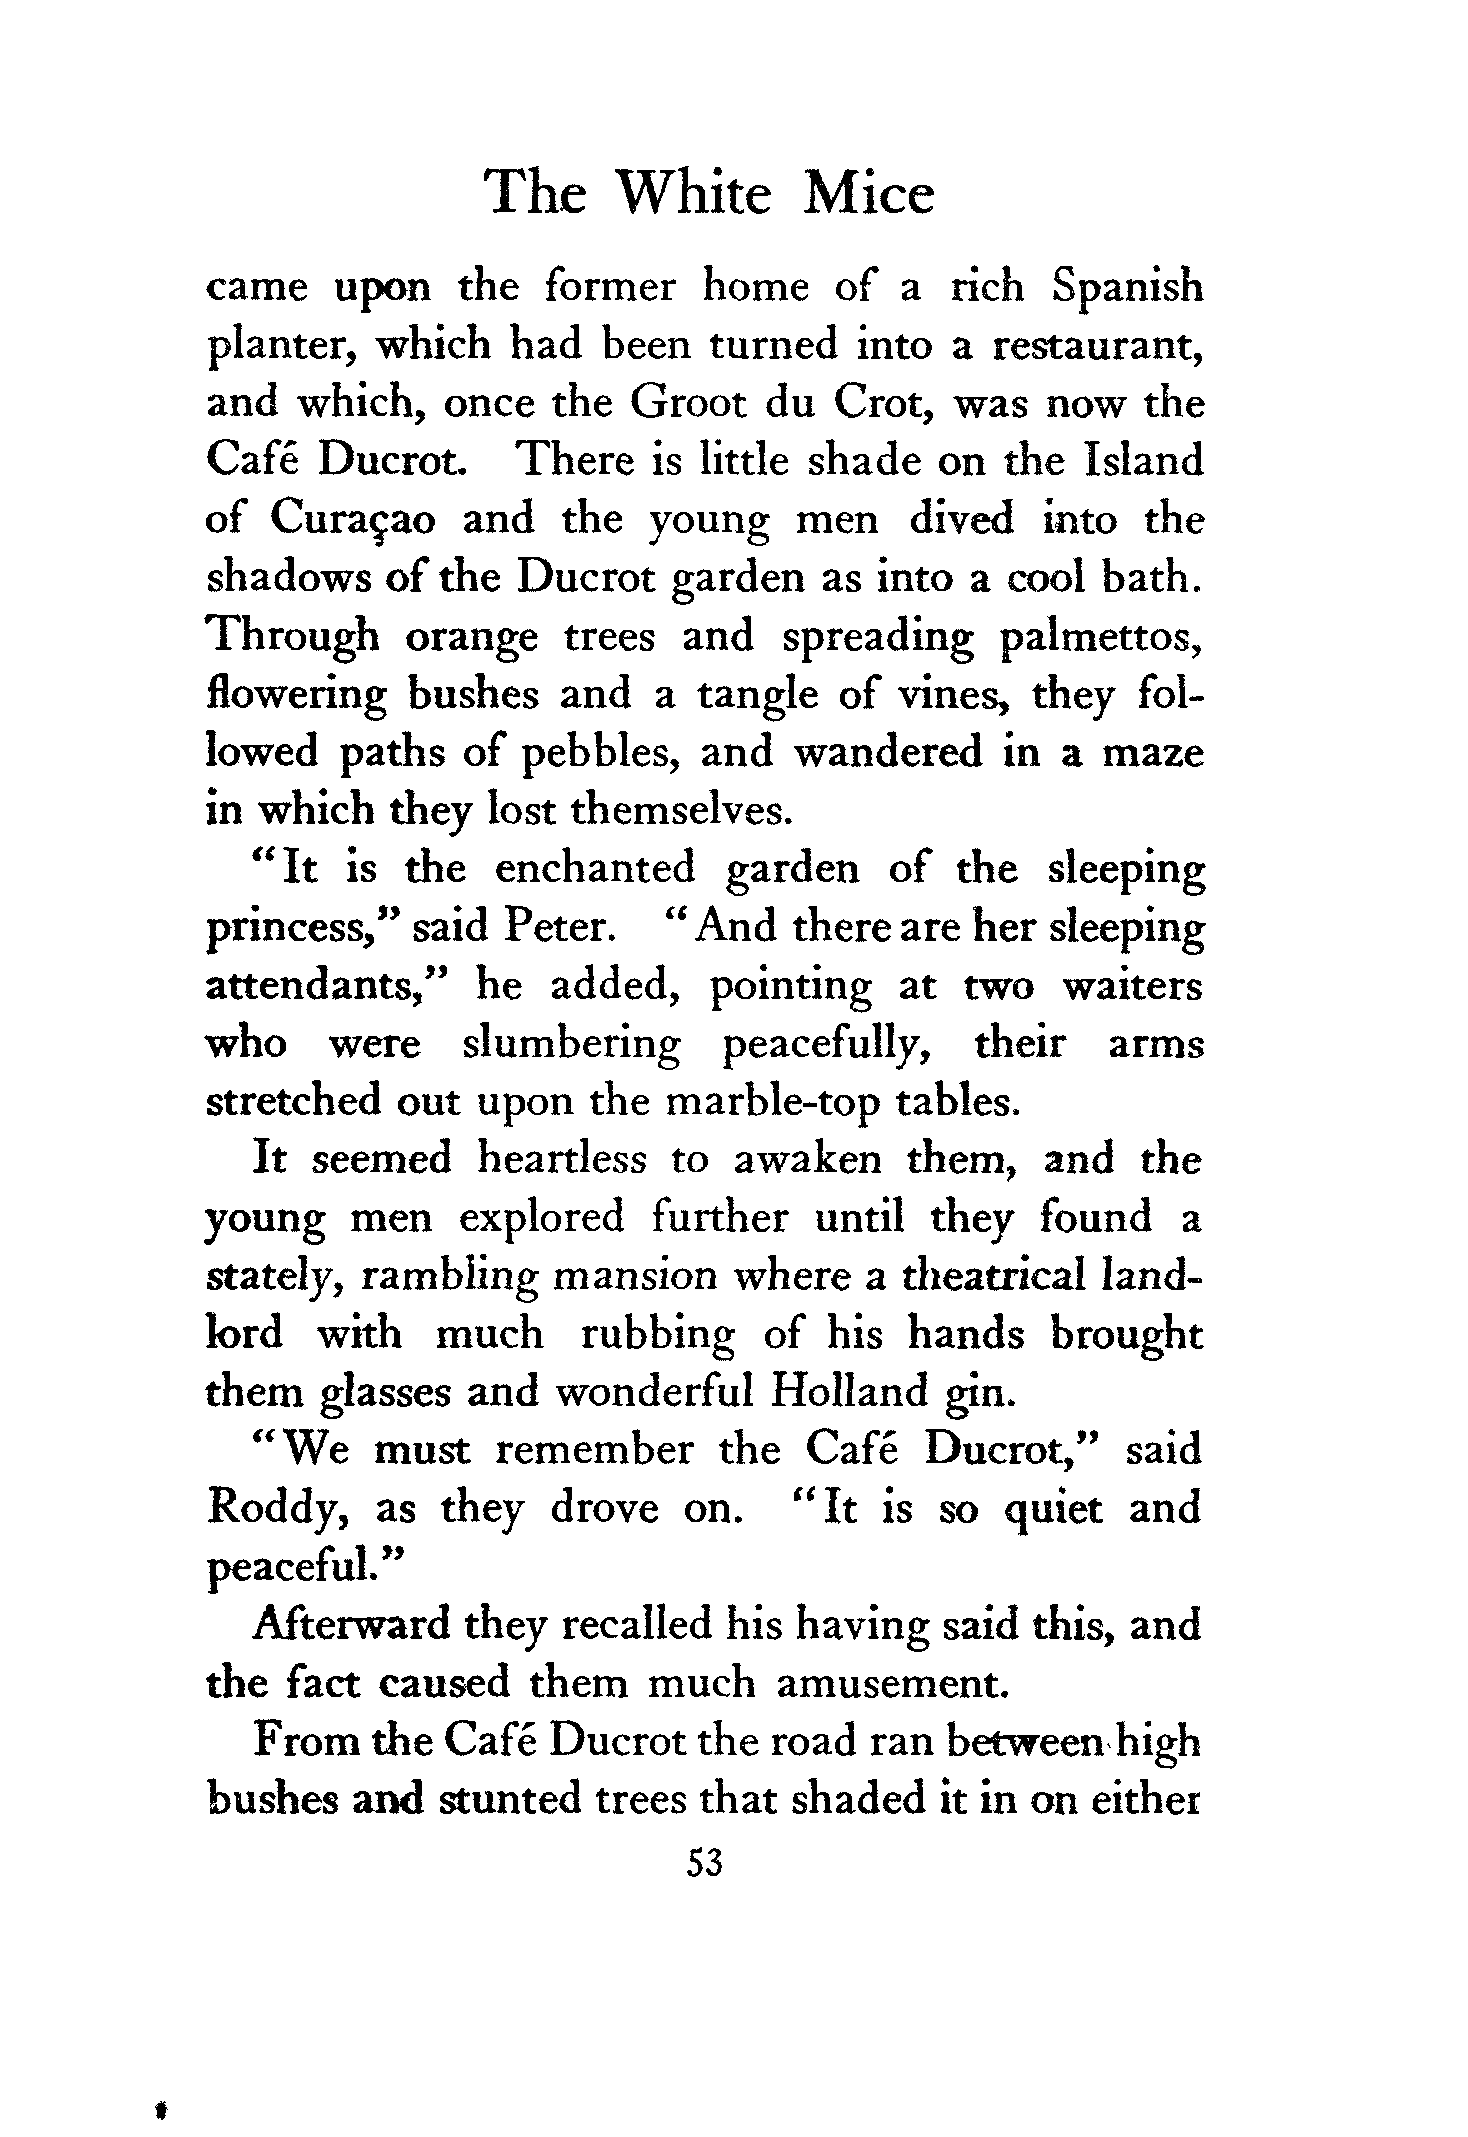 The White Mice
came upon the former home of a rich Spanish
planter, which had been turned into a restaurant,
and which, once the Groot du Crot, was now the
Café Ducrot. There is little shade on the Island
of Curaçao and the young men dived into the
shadows of the Ducrot garden as into a cool bath.
Through orange trees and spreading palmettos,
flowering bushes and a tangle of vines, they fol-
lowed paths of pebbles, and wandered in a maze
in which they lost themselves.
“It is the enchanted garden of the sleeping
princess,” said Peter. “And there are her sleeping
attendants,” he added, pointing at two waiters
who were slumbering peacefully, their arms
stretched out upon the marble-top tables.
It seemed heartless to awaken them, and the
young men explored further until they found a
stately, rambling mansion where a theatrical land-
lord with much rubbing of his hands brought
them glasses and wonderful Holland gin.
“We must remember the Café Ducrot,” said
Roddy, as they drove on. “It is so quiet and
peaceful.”
Afterward they recalled his having said this, and
the fact caused them much amusement.
From the Café Ducrot the road ran between high
bushes and stunted trees that shaded it in on either
53